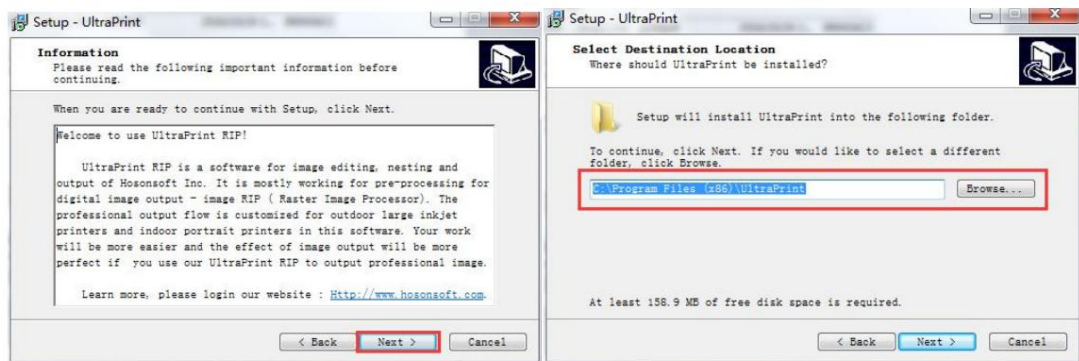 Setup - UltraPrint
Information
Please read the following important information before
continuing.
When you are ready to continue with Setup, click Next.
Welcome to use UltraPrint RIP!
UltraPrint RIP is a software for image editing, nesting and
output of Hosonsoft Inc. It is mostly working for pre-processing for
digital image output - image RIP ( Raster Image Processor). The
professional output flow is customized for outdoor large inkjet
printers and indoor portrait printers in this software. Your work
will be more easier and the effect of image output will be more
perfect if  you use our UltraPrint RIP to output professional image.
Learn more, please login our website : Http://www.hosonsoft.com.
< Back
Next >
Cancel
Setup - UltraPrint
Select Destination Location
Where should UltraPrint be installed?
Setup will install UltraPrint into the following folder.
To continue, click Next. If you would like to select a different
folder, click Browse.
C:\Program Files (x86)\UltraPrint
Browse...
At least 158.9 MB of free disk space is required.
< Back
Next >
Cancel